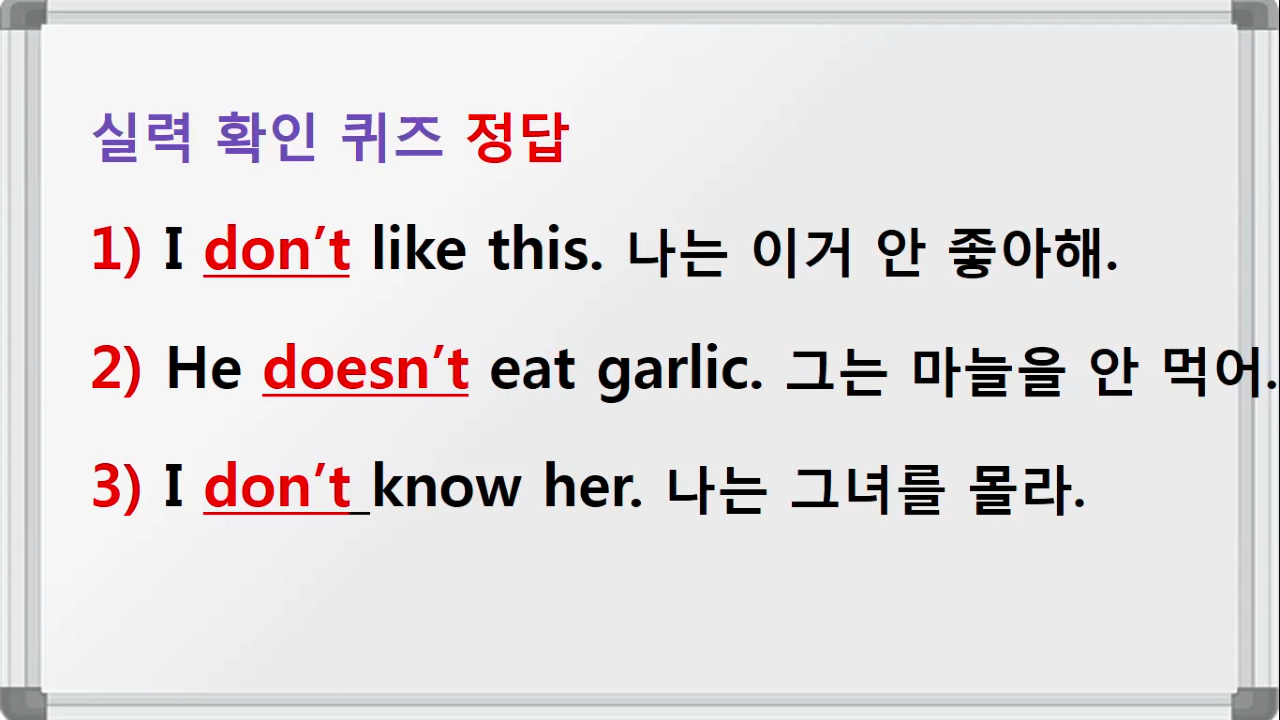 실력 확인 퀴즈 정답
1) I don’t like this. 나는 이거 안 좋아해.
2) He doesn’t eat garlic. 그는 마늘을 안 먹어.
3) I don’t know her. 나는 그녀를 몰라.